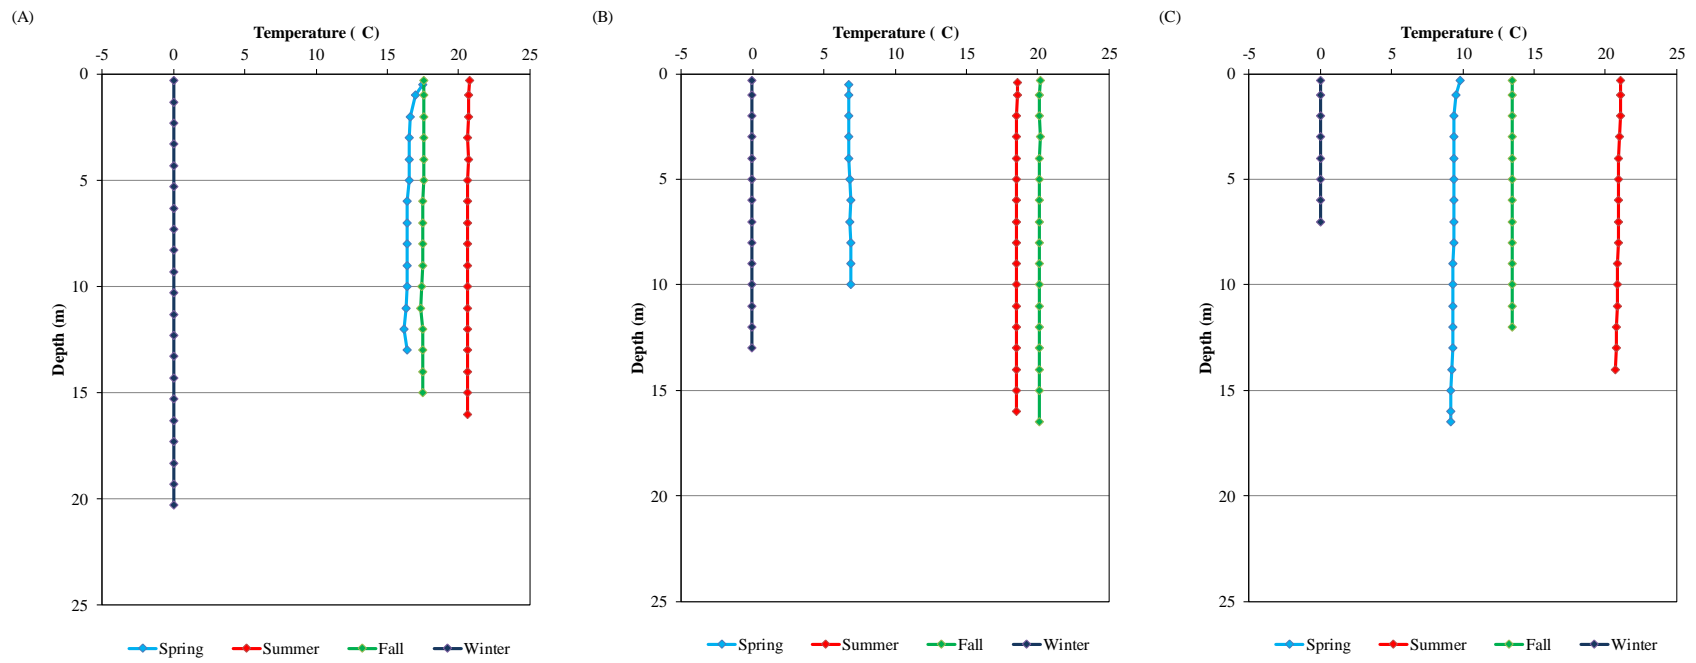 (A)
Temperature ( C)
-5 0 5 10 15 20 25
0
5
10
15
20
25
Depth (m)
Spring Summer Fall Winter
(B)
Temperature ( C)
-5 0 5 10 15 20 25
0
5
10
15
20
25
Depth (m)
Spring Summer Fall Winter
(C)
Temperature ( C)
-5 0 5 10 15 20 25
0
5
10
15
20
25
Depth (m)
Spring Summer Fall Winter